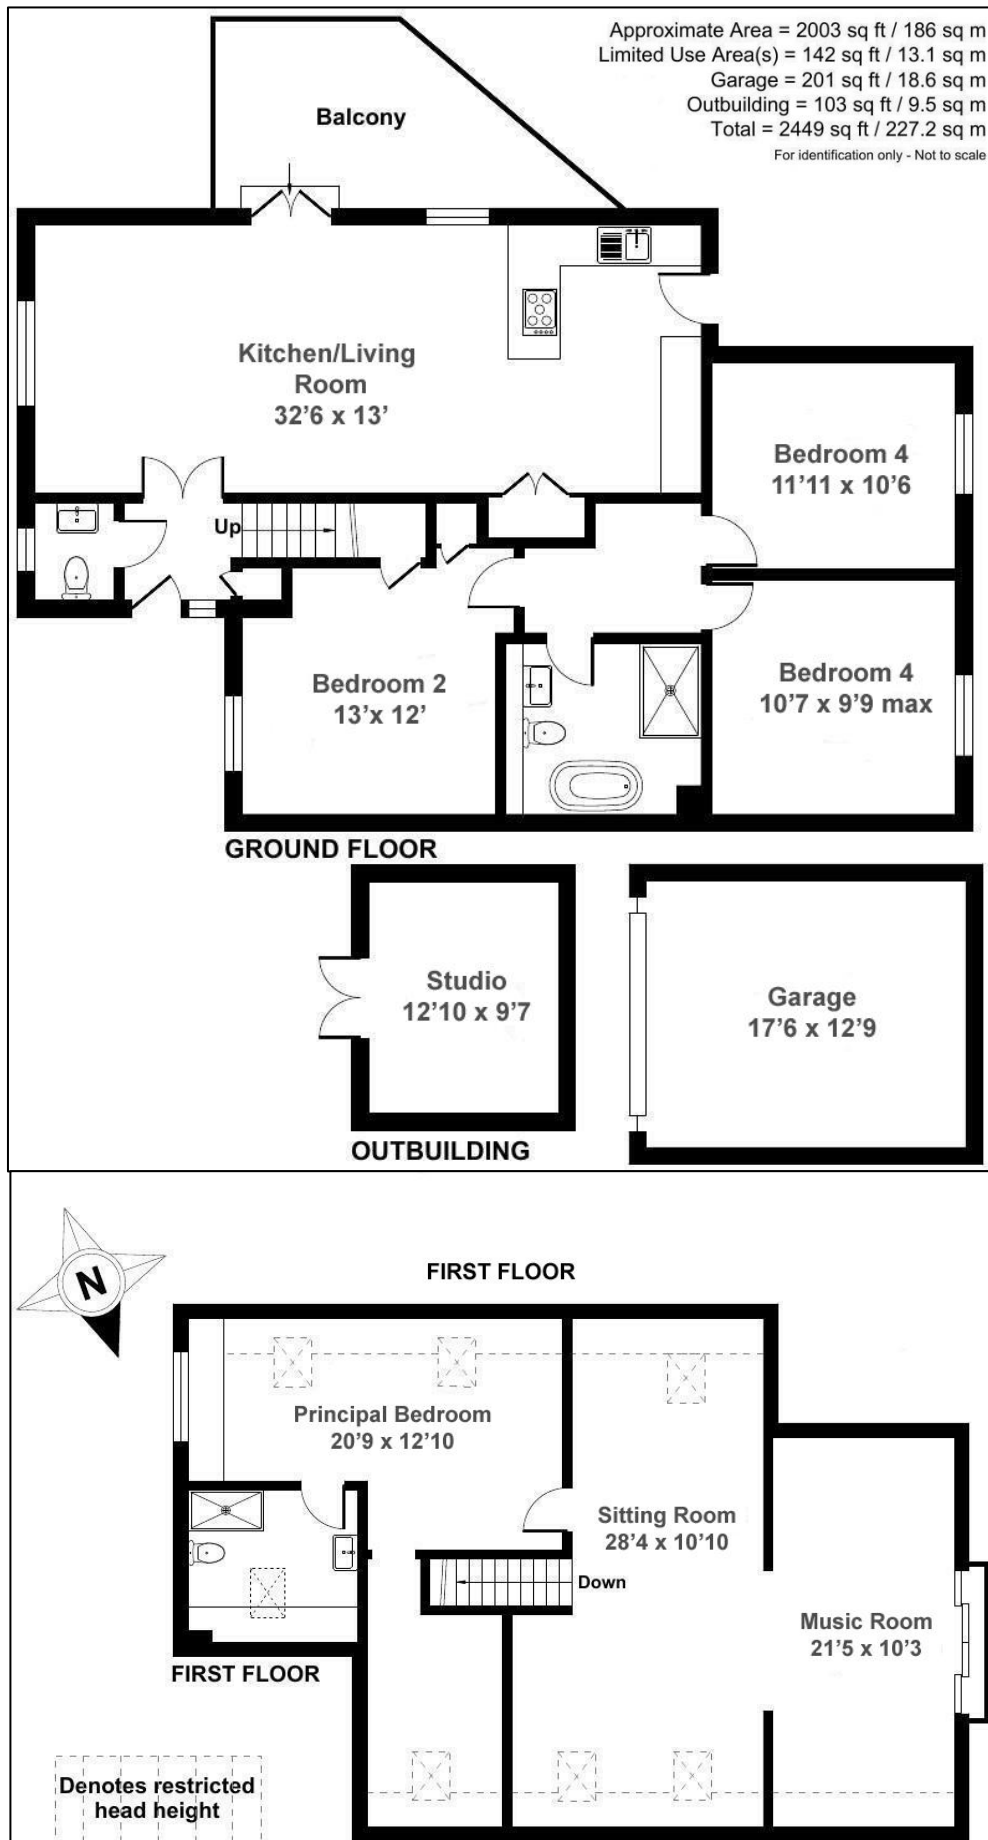 Approximate Area = 2003 sq ft / 186 sq m
Limited Use Area(s) = 142 sq ft / 13.1 sq m
Garage = 201 sq ft / 18.6 sq m
Outbuilding = 103 sq ft / 9.5 sq m
Total = 2449 sq ft / 227.2 sq m
For identification only - Not to scale
Balcony
Kitchen/Living
Room
32’6 x 13’
Bedroom 4
11’11 x 10’6
Up
Bedroom 2
13’x 12’
Bedroom 4
10’7 x 9’9 max
GROUND FLOOR
Studio
12’10 x 9’7
Garage
17’6 x 12’9
OUTBUILDING
N
FIRST FLOOR
Principal Bedroom
20’9 x 12’10
Sitting Room
28’4 x 10’10
Down
Music Room
21’5 x 10’3
FIRST FLOOR
Denotes restricted
head height